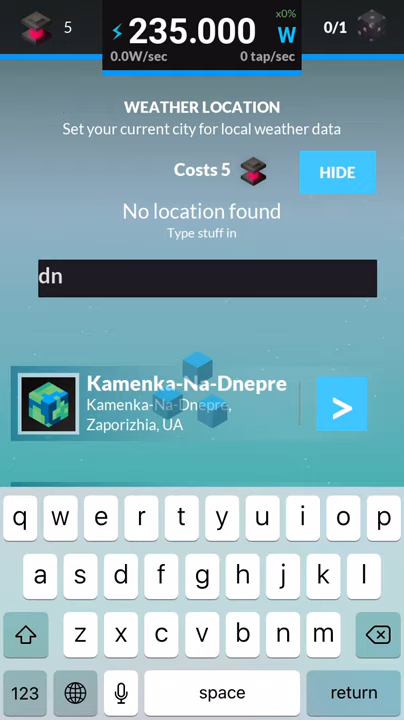 5
235.000
x0%
W
0.0W/sec
0 tap/sec
0/1
WEATHER LOCATION
Set your current city for local weather data
Costs 5
HIDE
No location found
Type stuff in
dn
Kamenka-Na-Dnepre
Kamenka-Na-Dnepre,
Zaporizhia, UA
>
q w e r t y u i o p
a s d f g h j k l
z x c v b n m
123 space return